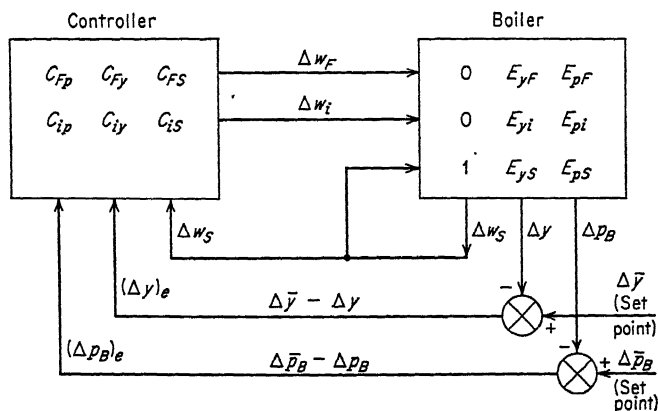 Controller
Boiler
C_Fp C_Fy C_FS
C_ip C_iy C_iS
Δw_F
Δw_i
0 E_yF E_pF
0 E_yi E_pi
1 E_yS E_pS
Δw_S
Δw_S
Δy
Δp_B
(Δy)_e
Δȳ − Δy
−
+
Δȳ
(Set
point)
(Δp_B)_e
Δp̄_B − Δp_B
−
+
Δp̄_B
(Set
point)